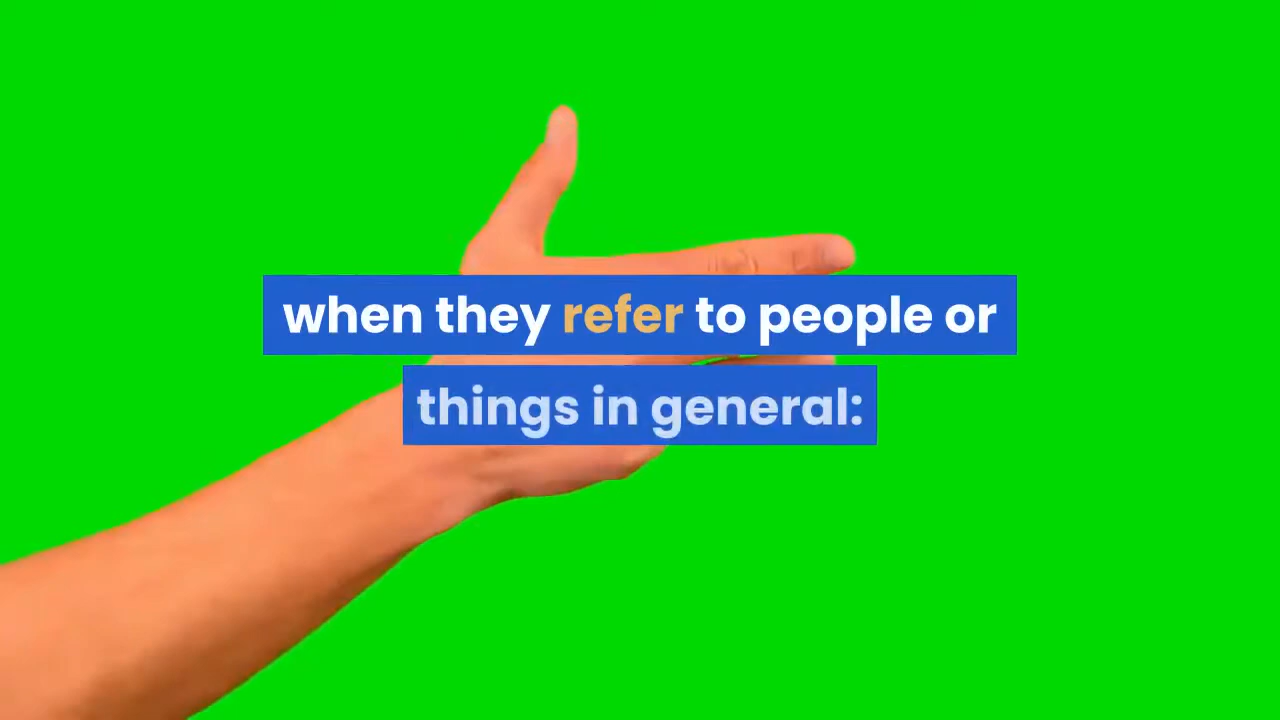 when they refer to people or
things in general: